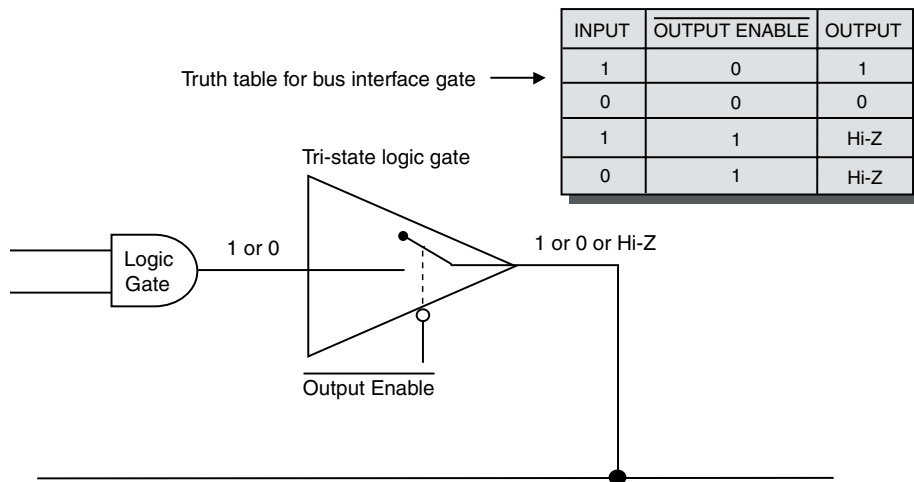 INPUT OUTPUT ENABLE OUTPUT
1 0 1
0 0 0
1 1 Hi-Z
0 1 Hi-Z
Truth table for bus interface gate
Tri-state logic gate
Logic
Gate
1 or 0
1 or 0 or Hi-Z
Output Enable